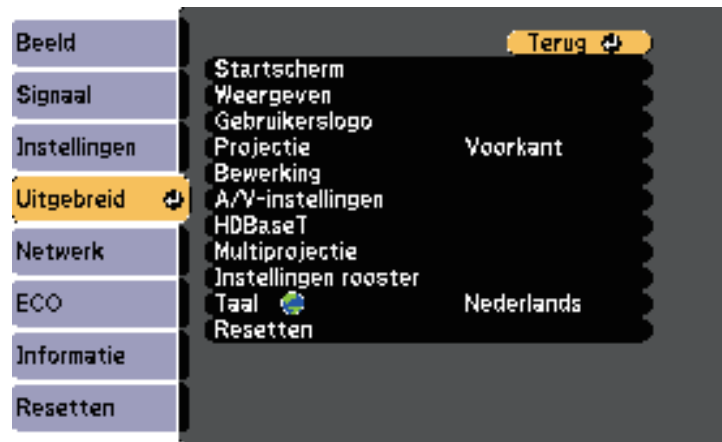 Beeld
Signaal
Instellingen
Uitgebreid
Netwerk
ECO
Informatie
Resetten
Terug
Startscherm
Weergeven
Gebruikerslogo
Projectie Voorkant
Bewerking
A/V-instellingen
HDBaseT
Multiprojectie
Instellingen rooster
Taal Nederlands
Resetten